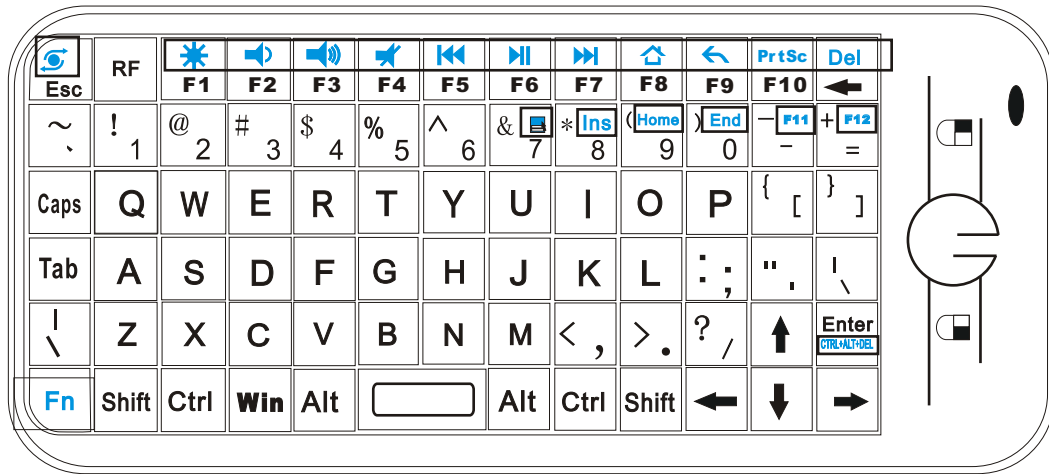 PrtSc Del
Esc RF F1 F2 F3 F4 F5 F6 F7 F8 F9 F10
~ ! @ # $ % ^ & * Ins ( Home ) End — F11 + F12
` 1 2 3 4 5 6 7 8 9 0 - =
Caps Q W E R T Y U I O P { [ } ]
Tab A S D F G H J K L : ; " . | \
| \ Z X C V B N M < , > . ? / Enter
CTRL+ALT+DEL
Fn Shift Ctrl Win Alt Alt Ctrl Shift